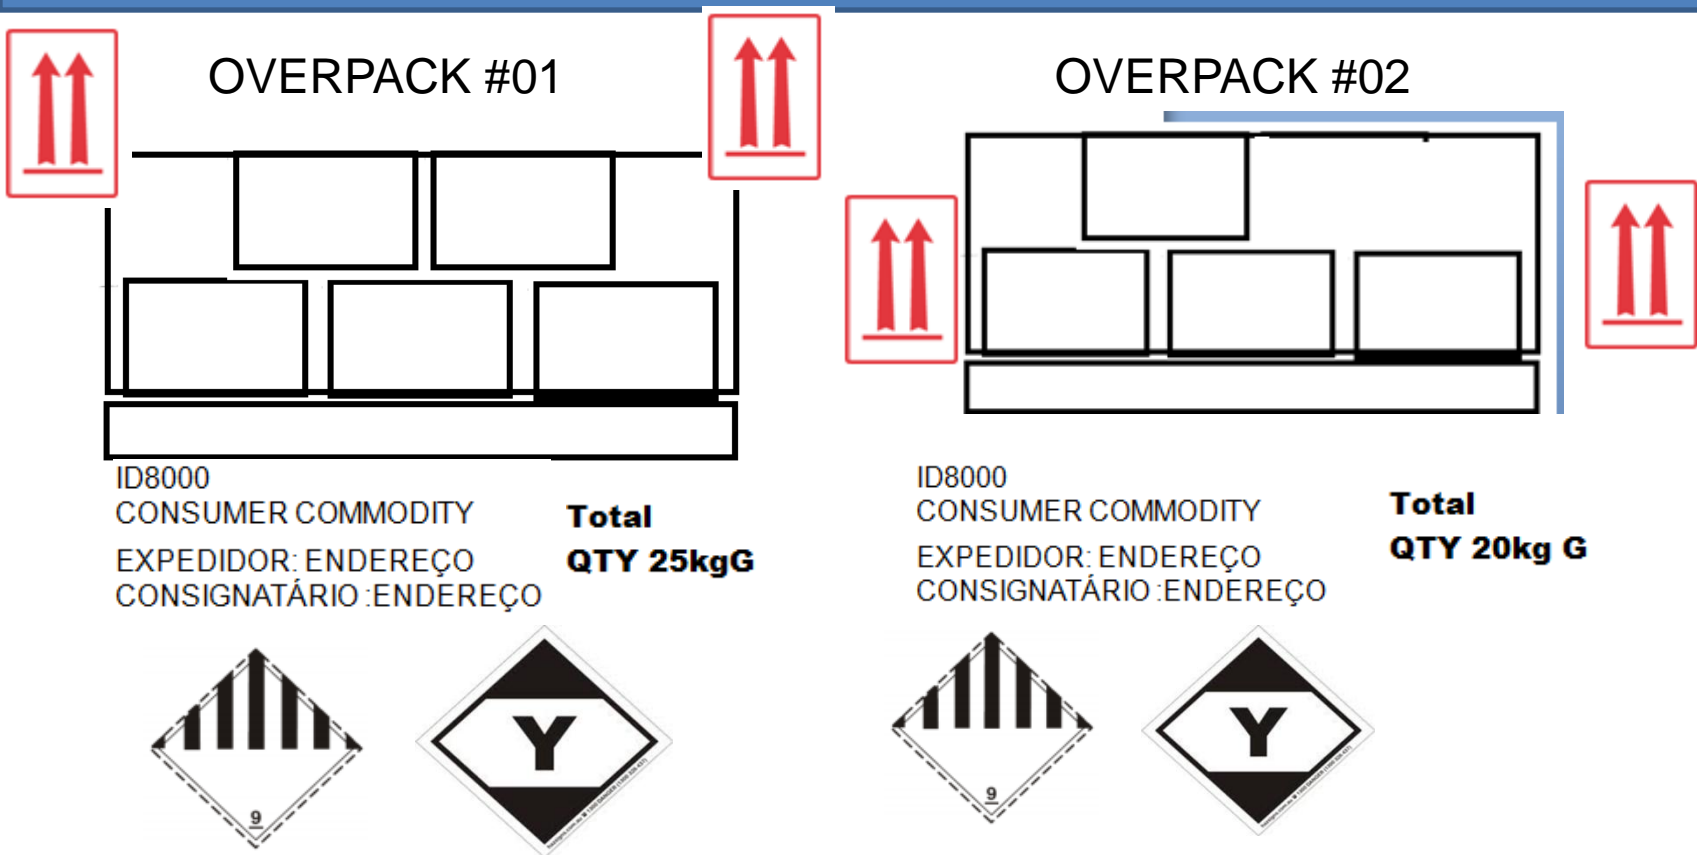 OVERPACK #01
ID8000
CONSUMER COMMODITY
EXPEDIDOR: ENDEREÇO
CONSIGNATÁRIO :ENDEREÇO
Total
QTY 25kgG
9
Y
OVERPACK #02
ID8000
CONSUMER COMMODITY
EXPEDIDOR: ENDEREÇO
CONSIGNATÁRIO :ENDEREÇO
Total
QTY 20kg G
9
Y